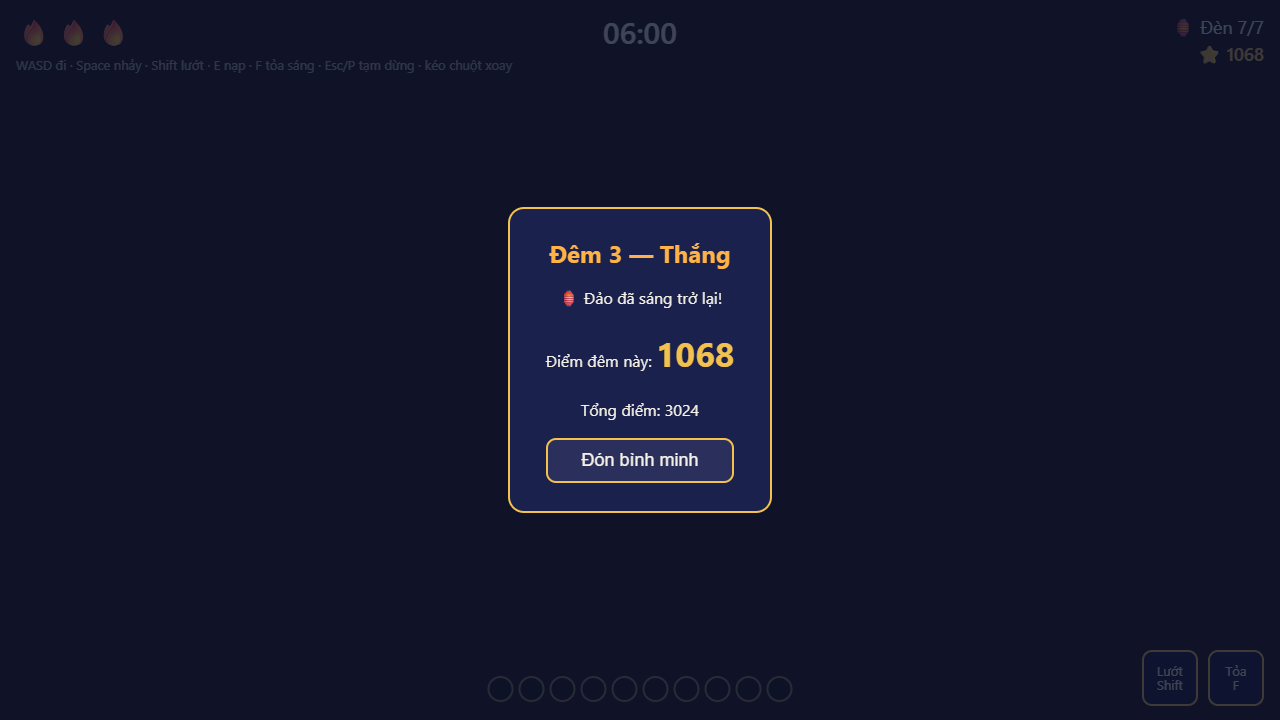 06:00
Đèn 7/7
1068
WASD đi · Space nhảy · Shift lướt · E nạp · F tỏa sáng · Esc/P tạm dừng · kéo chuột xoay
Đêm 3 — Thắng
Đảo đã sáng trở lại!
Điểm đêm này: 1068
Tổng điểm: 3024
Đón bình minh
Lướt
Shift
Tỏa
F